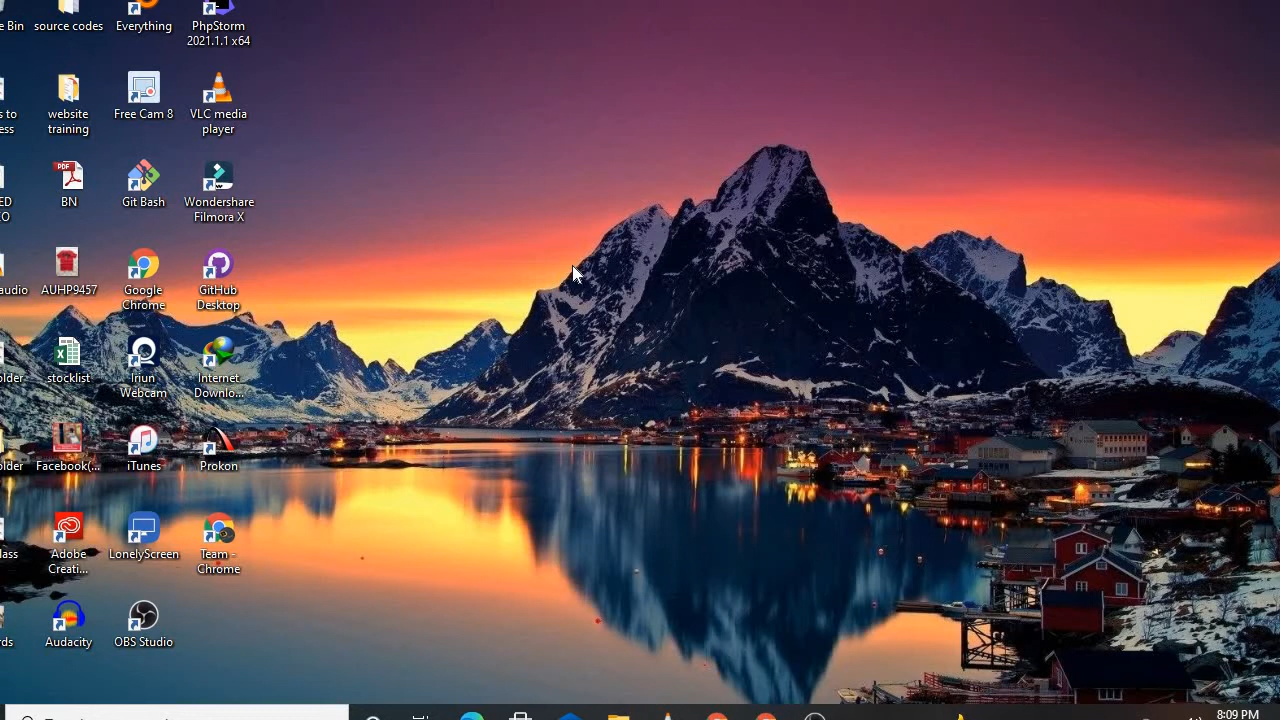 e Bin
source codes
Everything
PhpStorm
2021.1.1 x64
s to
ess
website
training
Free Cam 8
VLC media
player
ED
PDF
BN
Git Bash
Wondershare
Filmora X
audio
AUHP9457
Google
Chrome
GitHub
Desktop
older
stocklist
Iriun
Webcam
Internet
Downlo...
older
Facebook(...
iTunes
Prokon
lass
Adobe
Creati...
LonelyScreen
Team -
Chrome
rds
Audacity
OBS Studio
8:09 PM